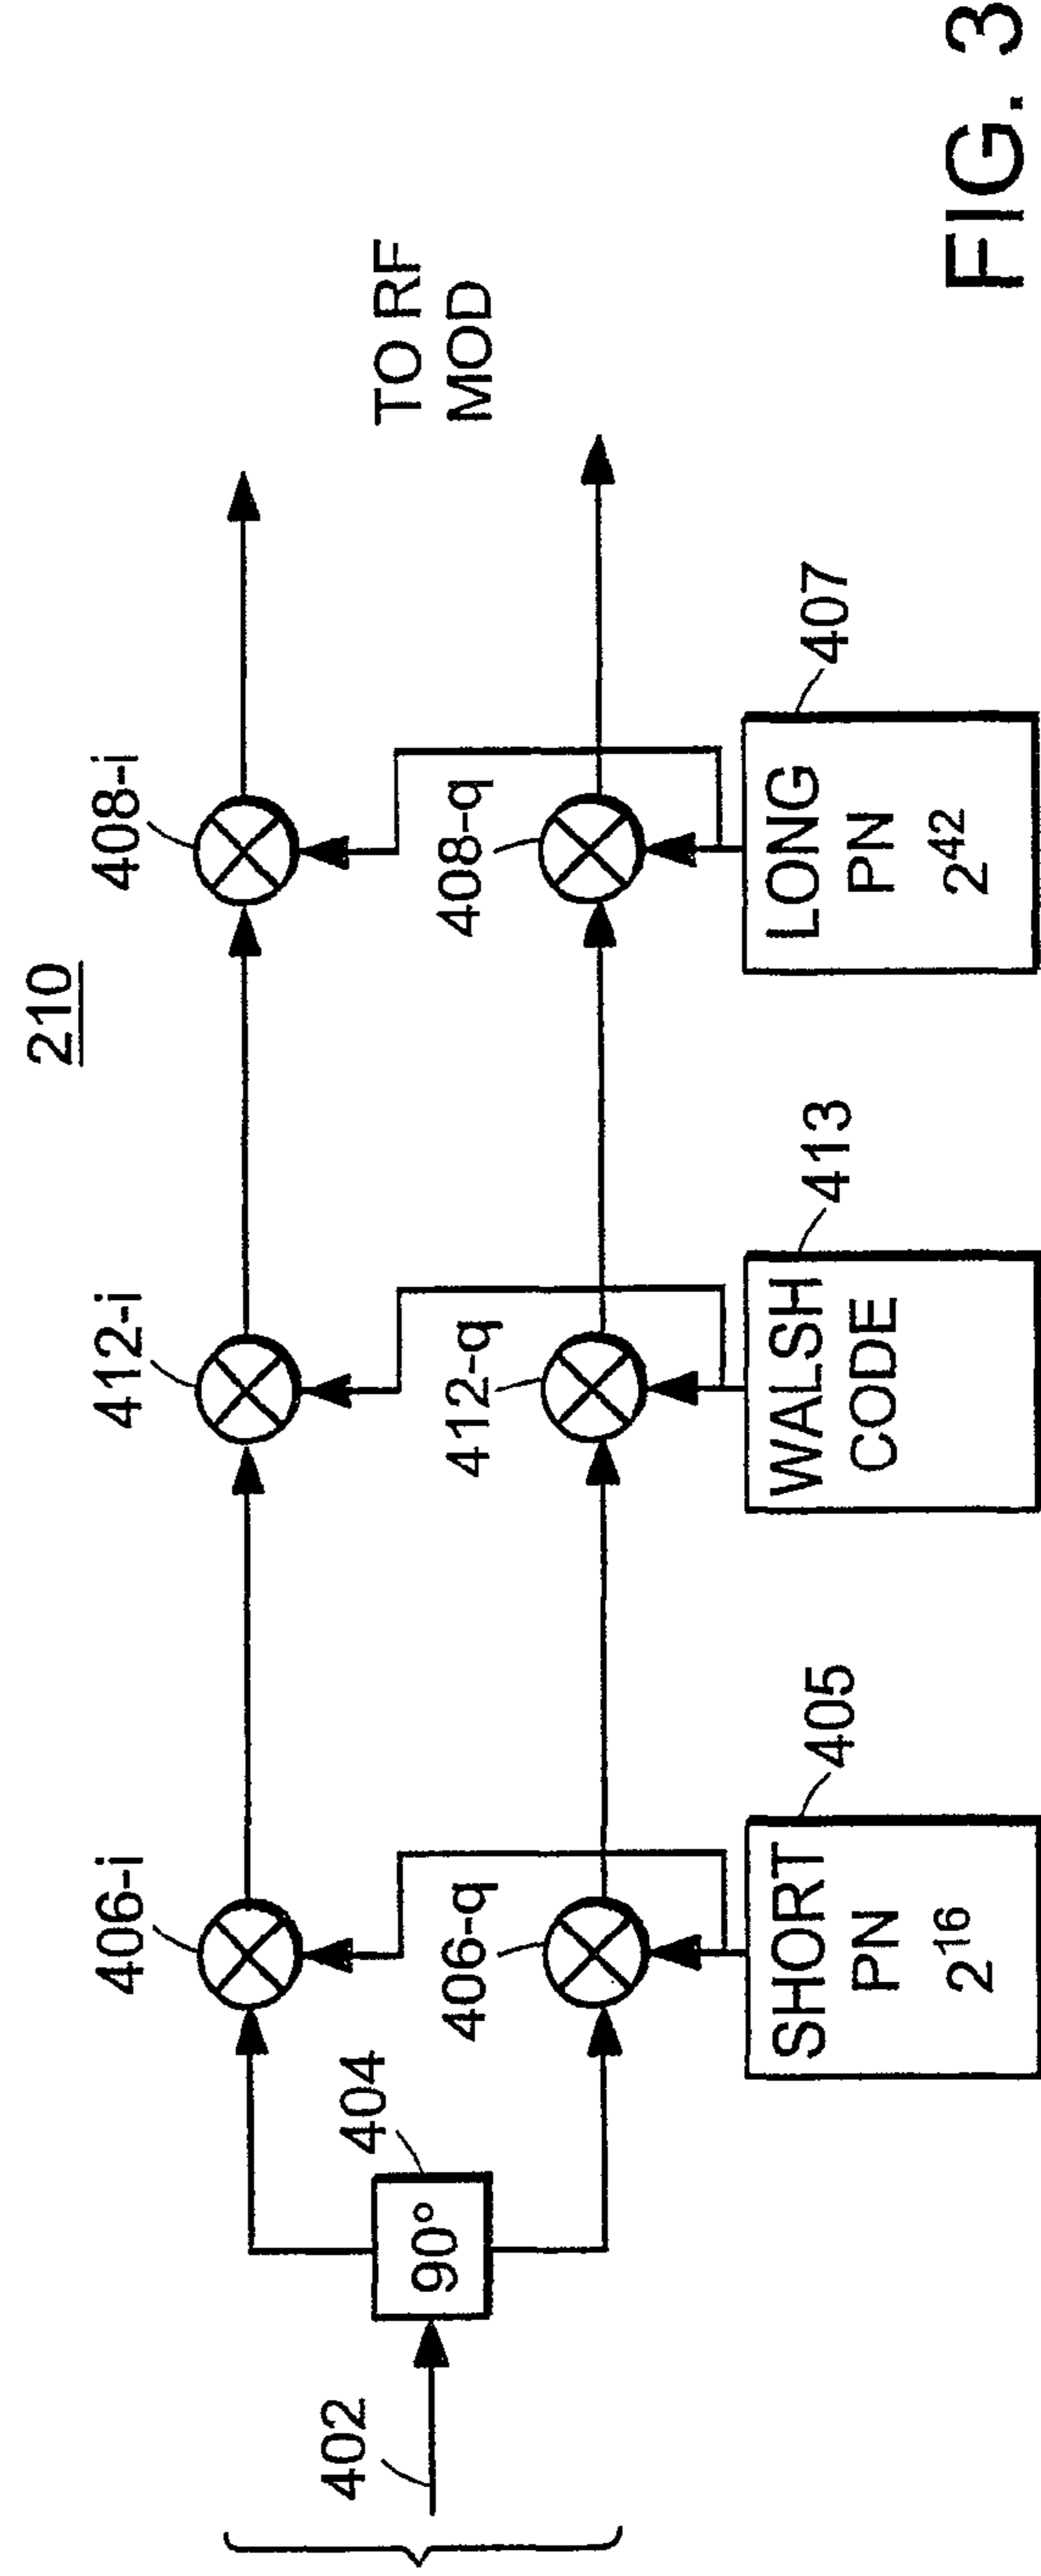 210
402
90°
404
406-i
406-q
412-i
412-q
408-i
408-q
TO RF
MOD
SHORT
PN
2^16
405
WALSH
CODE
413
LONG
PN
2^42
407
FIG. 3